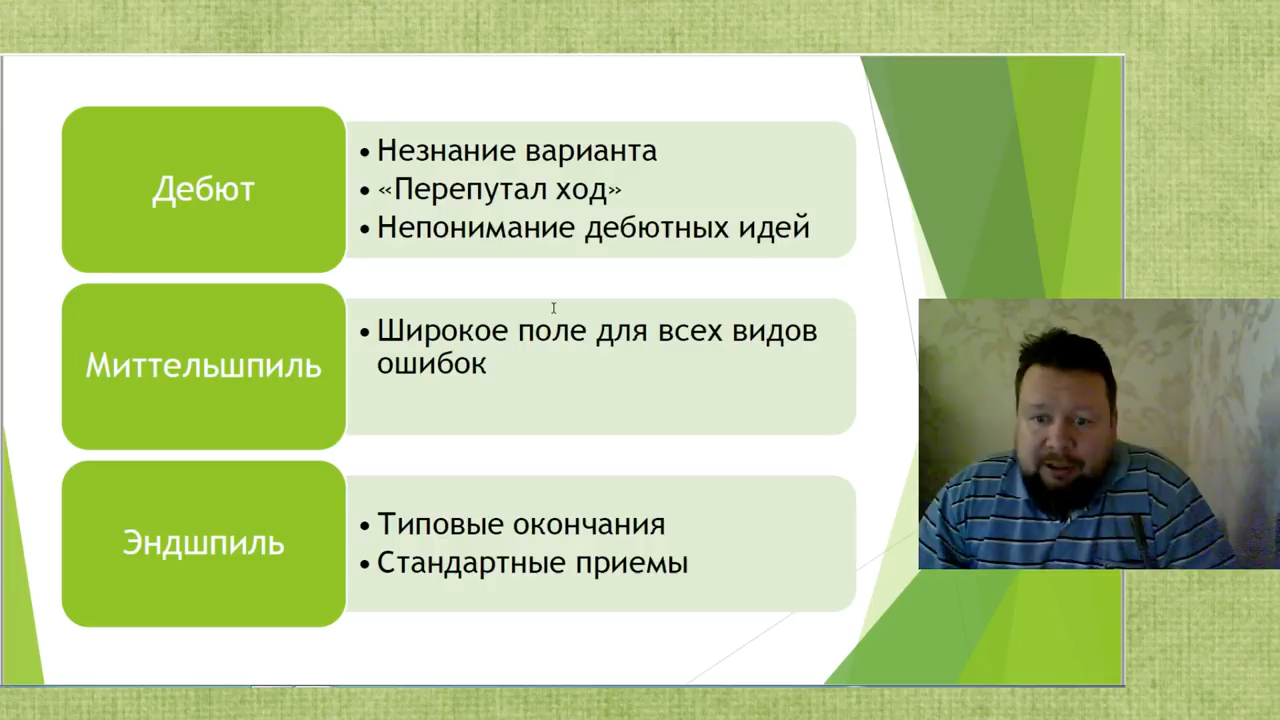 Дебют
• Незнание варианта
• «Перепутал ход»
• Непонимание дебютных идей
Миттельшпиль
• Широкое поле для всех видов
ошибок
Эндшпиль
• Типовые окончания
• Стандартные приемы